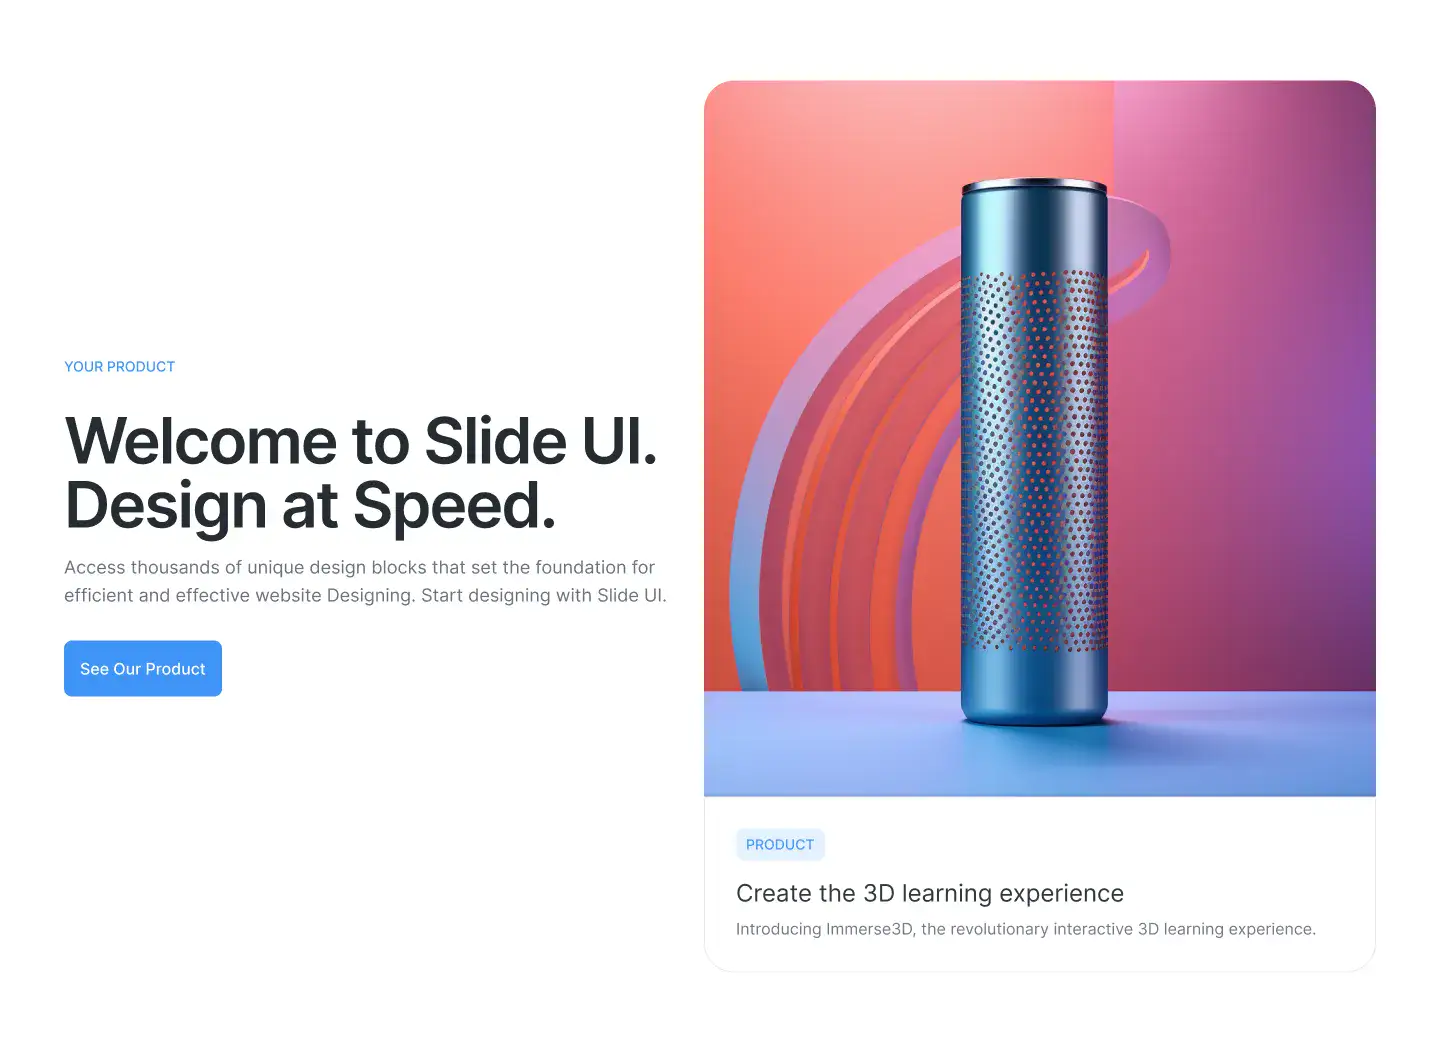 YOUR PRODUCT
Welcome to Slide UI.
Design at Speed.
Access thousands of unique design blocks that set the foundation for
efficient and effective website Designing. Start designing with Slide UI.
See Our Product
PRODUCT
Create the 3D learning experience
Introducing Immerse3D, the revolutionary interactive 3D learning experience.